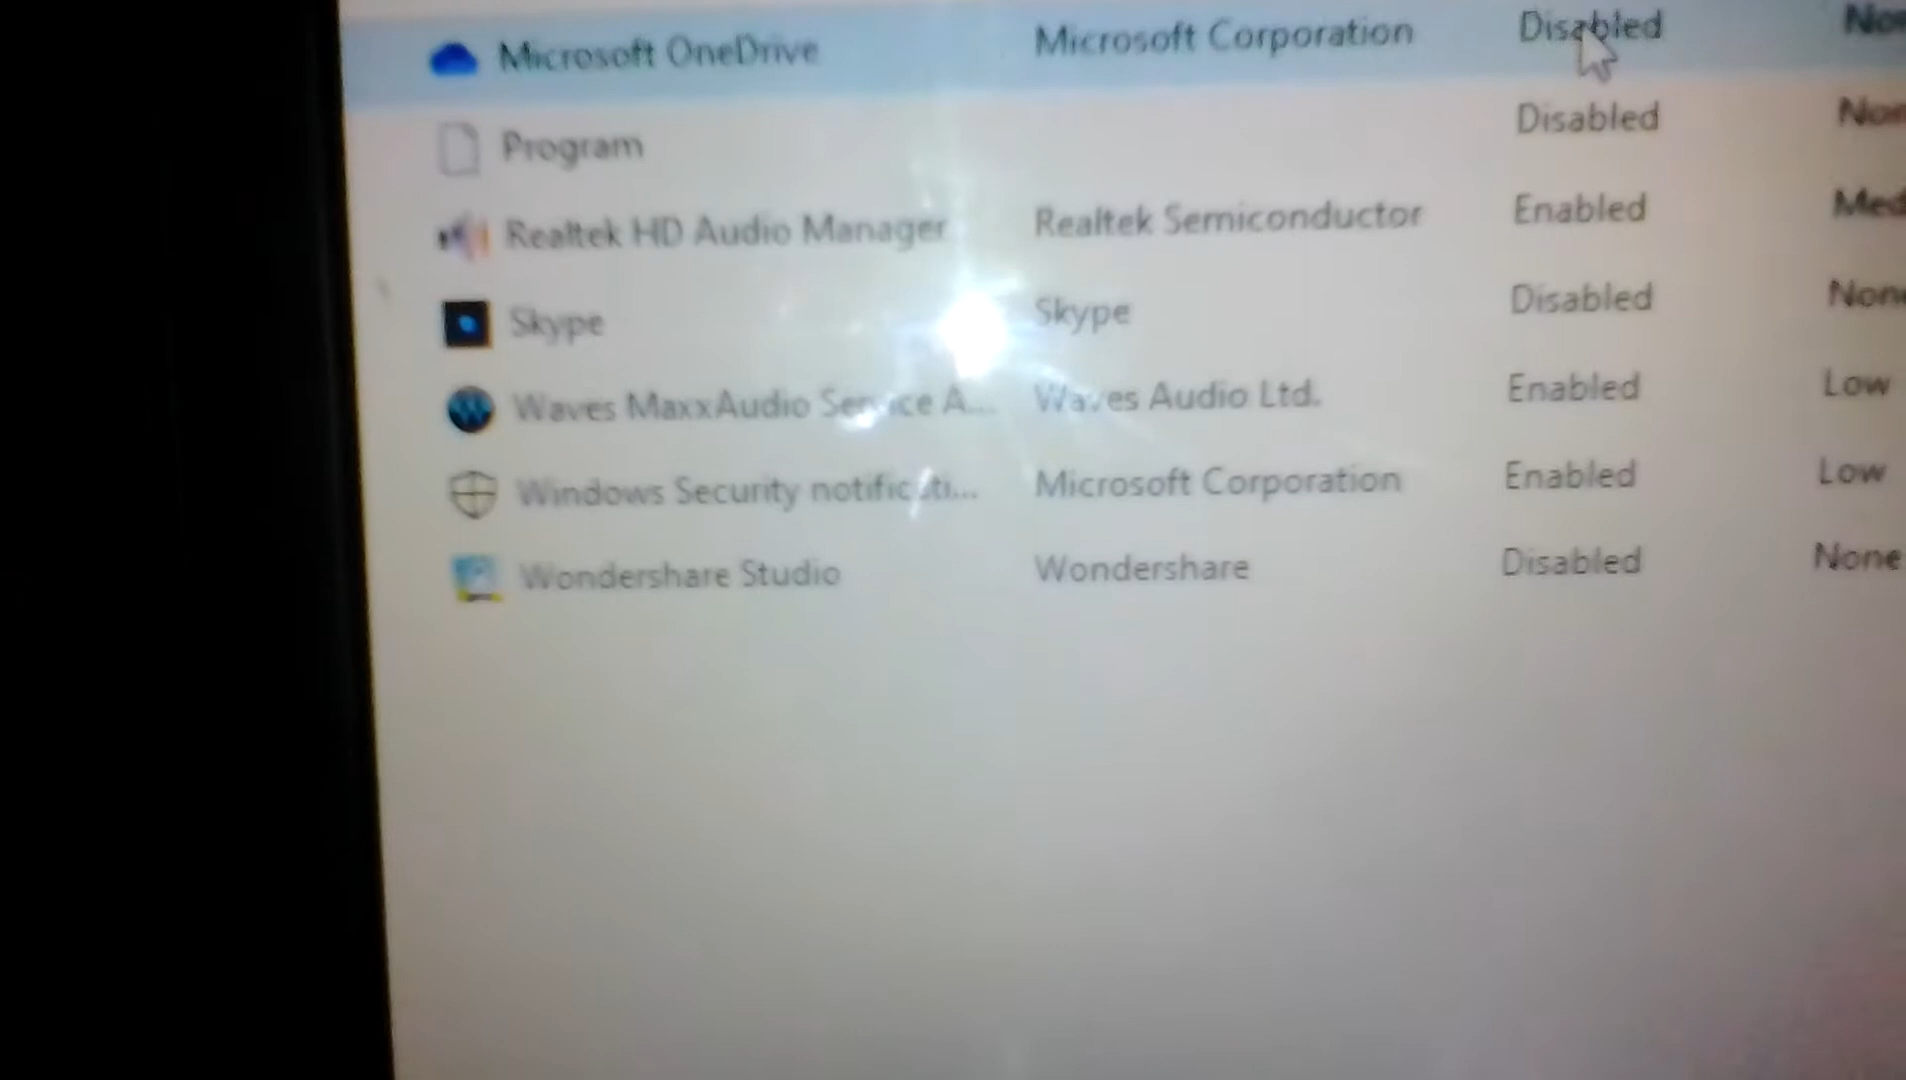 Microsoft OneDrive Microsoft Corporation Disabled
Program Disabled
Realtek HD Audio Manager Realtek Semiconductor Enabled Med
Skype Skype Disabled None
Waves MaxxAudio Service A... Waves Audio Ltd. Enabled Low
Windows Security notificati... Microsoft Corporation Enabled Low
Wondershare Studio Wondershare Disabled None